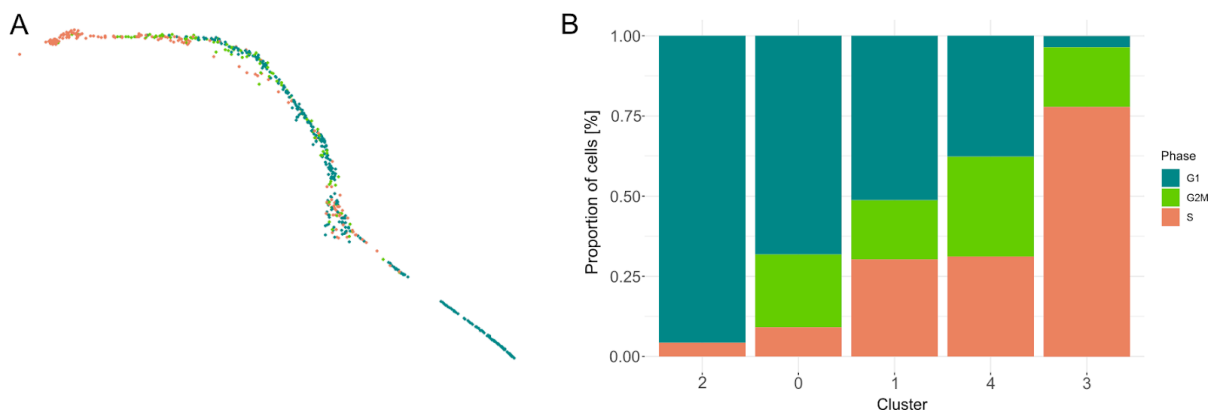 A
B
1.00
0.75
0.50
0.25
0.00
Proportion of cells [%]
2 0 1 4 3
Cluster
Phase
G1
G2M
S